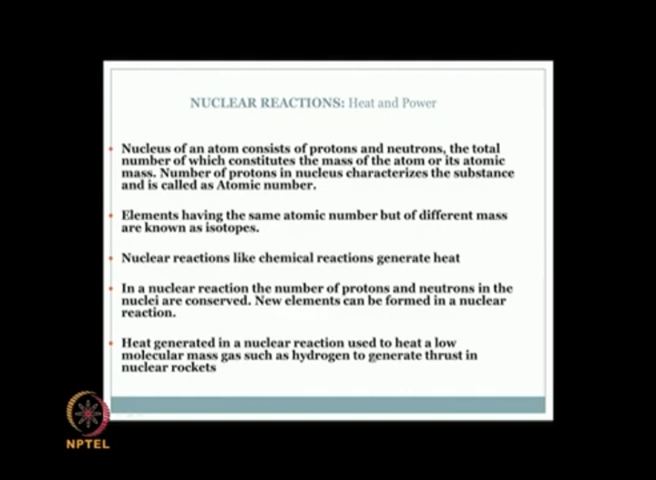 NUCLEAR REACTIONS: Heat and Power
• Nucleus of an atom consists of protons and neutrons, the total
number of which constitutes the mass of the atom or its atomic
mass. Number of protons in nucleus characterizes the substance
and is called as Atomic number.
• Elements having the same atomic number but of different mass
are known as isotopes.
• Nuclear reactions like chemical reactions generate heat
• In a nuclear reaction the number of protons and neutrons in the
nuclei are conserved. New elements can be formed in a nuclear
reaction.
• Heat generated in a nuclear reaction used to heat a low
molecular mass gas such as hydrogen to generate thrust in
nuclear rockets
NPTEL